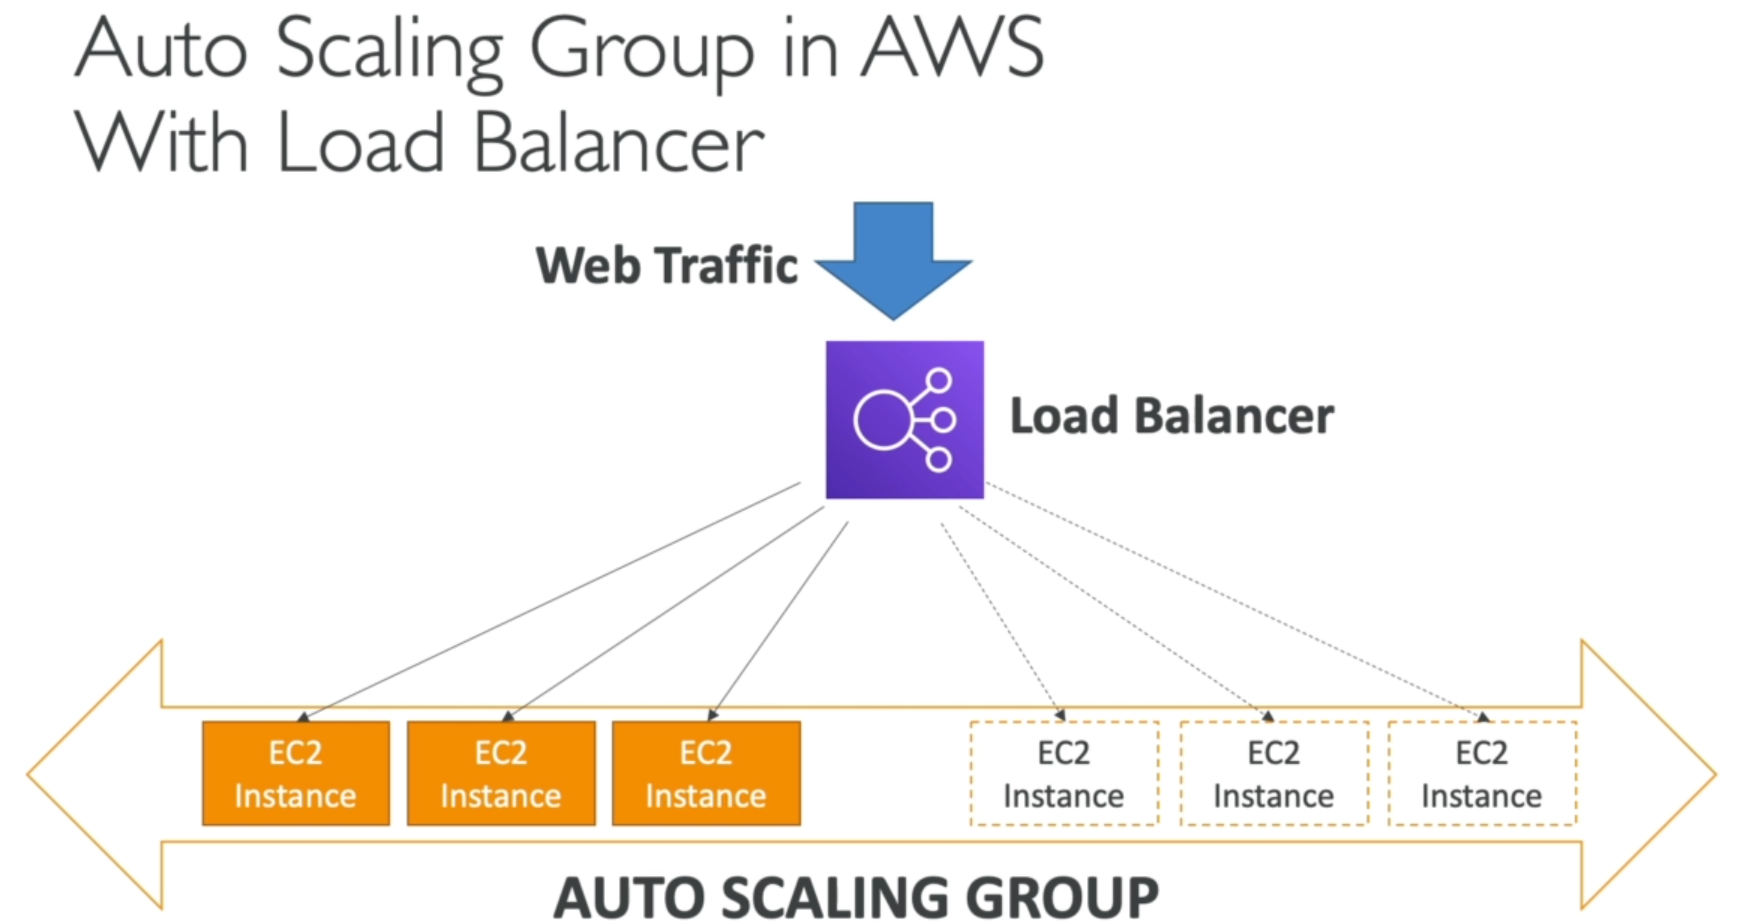 Auto Scaling Group in AWS
With Load Balancer
Web Traffic
Load Balancer
EC2
Instance
EC2
Instance
EC2
Instance
EC2
Instance
EC2
Instance
EC2
Instance
AUTO SCALING GROUP